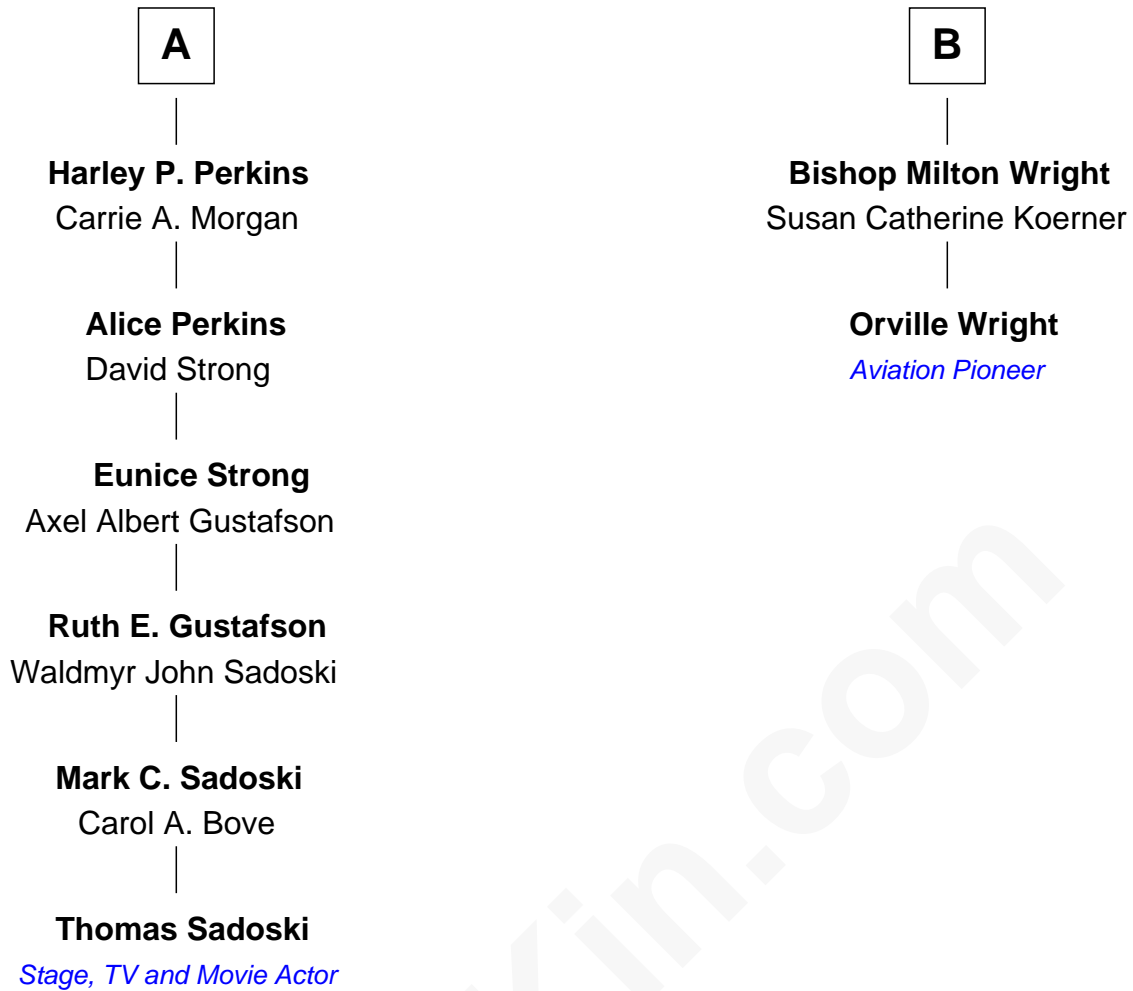 A
Harley P. Perkins
Carrie A. Morgan
Alice Perkins
David Strong
Eunice Strong
Axel Albert Gustafson
Ruth E. Gustafson
Waldmyr John Sadoski
Mark C. Sadoski
Carol A. Bove
Thomas Sadoski
Stage, TV and Movie Actor
B
Bishop Milton Wright
Susan Catherine Koerner
Orville Wright
Aviation Pioneer
Kin.com